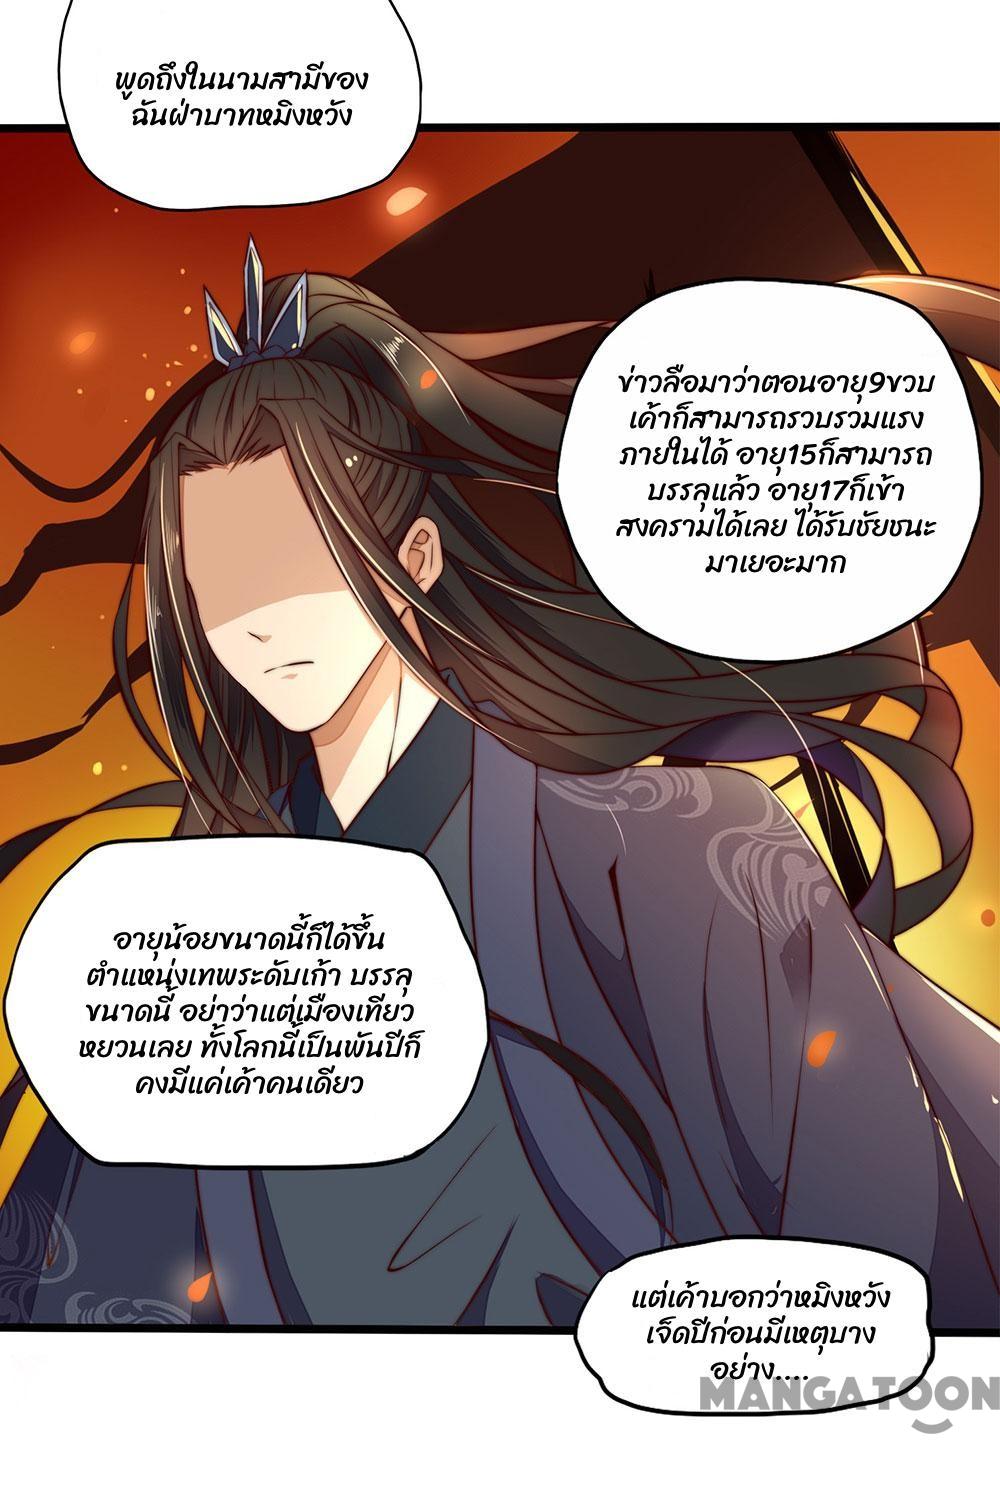 พูดถึงในนามสามีของ
ฉันฝ่าบาทหมิงหวัง
ข่าวลือมาว่าตอนอายุ9ขวบ
เค้าก็สามารถรวบรวมแรง
ภายในได้ อายุ15ก็สามารถ
บรรลุแล้ว อายุ17ก็เข้า
สงครามได้เลย ได้รับชัยชนะ
มาเยอะมาก
อายุน้อยขนาดนี้ก็ได้ขึ้น
ตำแหน่งเทพระดับเก้า บรรลุ
ขนาดนี้ อย่าว่าแต่เมืองเทียว
หยวนเลย ทั้งโลกนี้เป็นพันปีก็
คงมีแค่เค้าคนเดียว
แต่เค้าบอกว่าหมิงหวัง
เจ็ดปีก่อนมีเหตุบาง
อย่าง....
MANGATOON